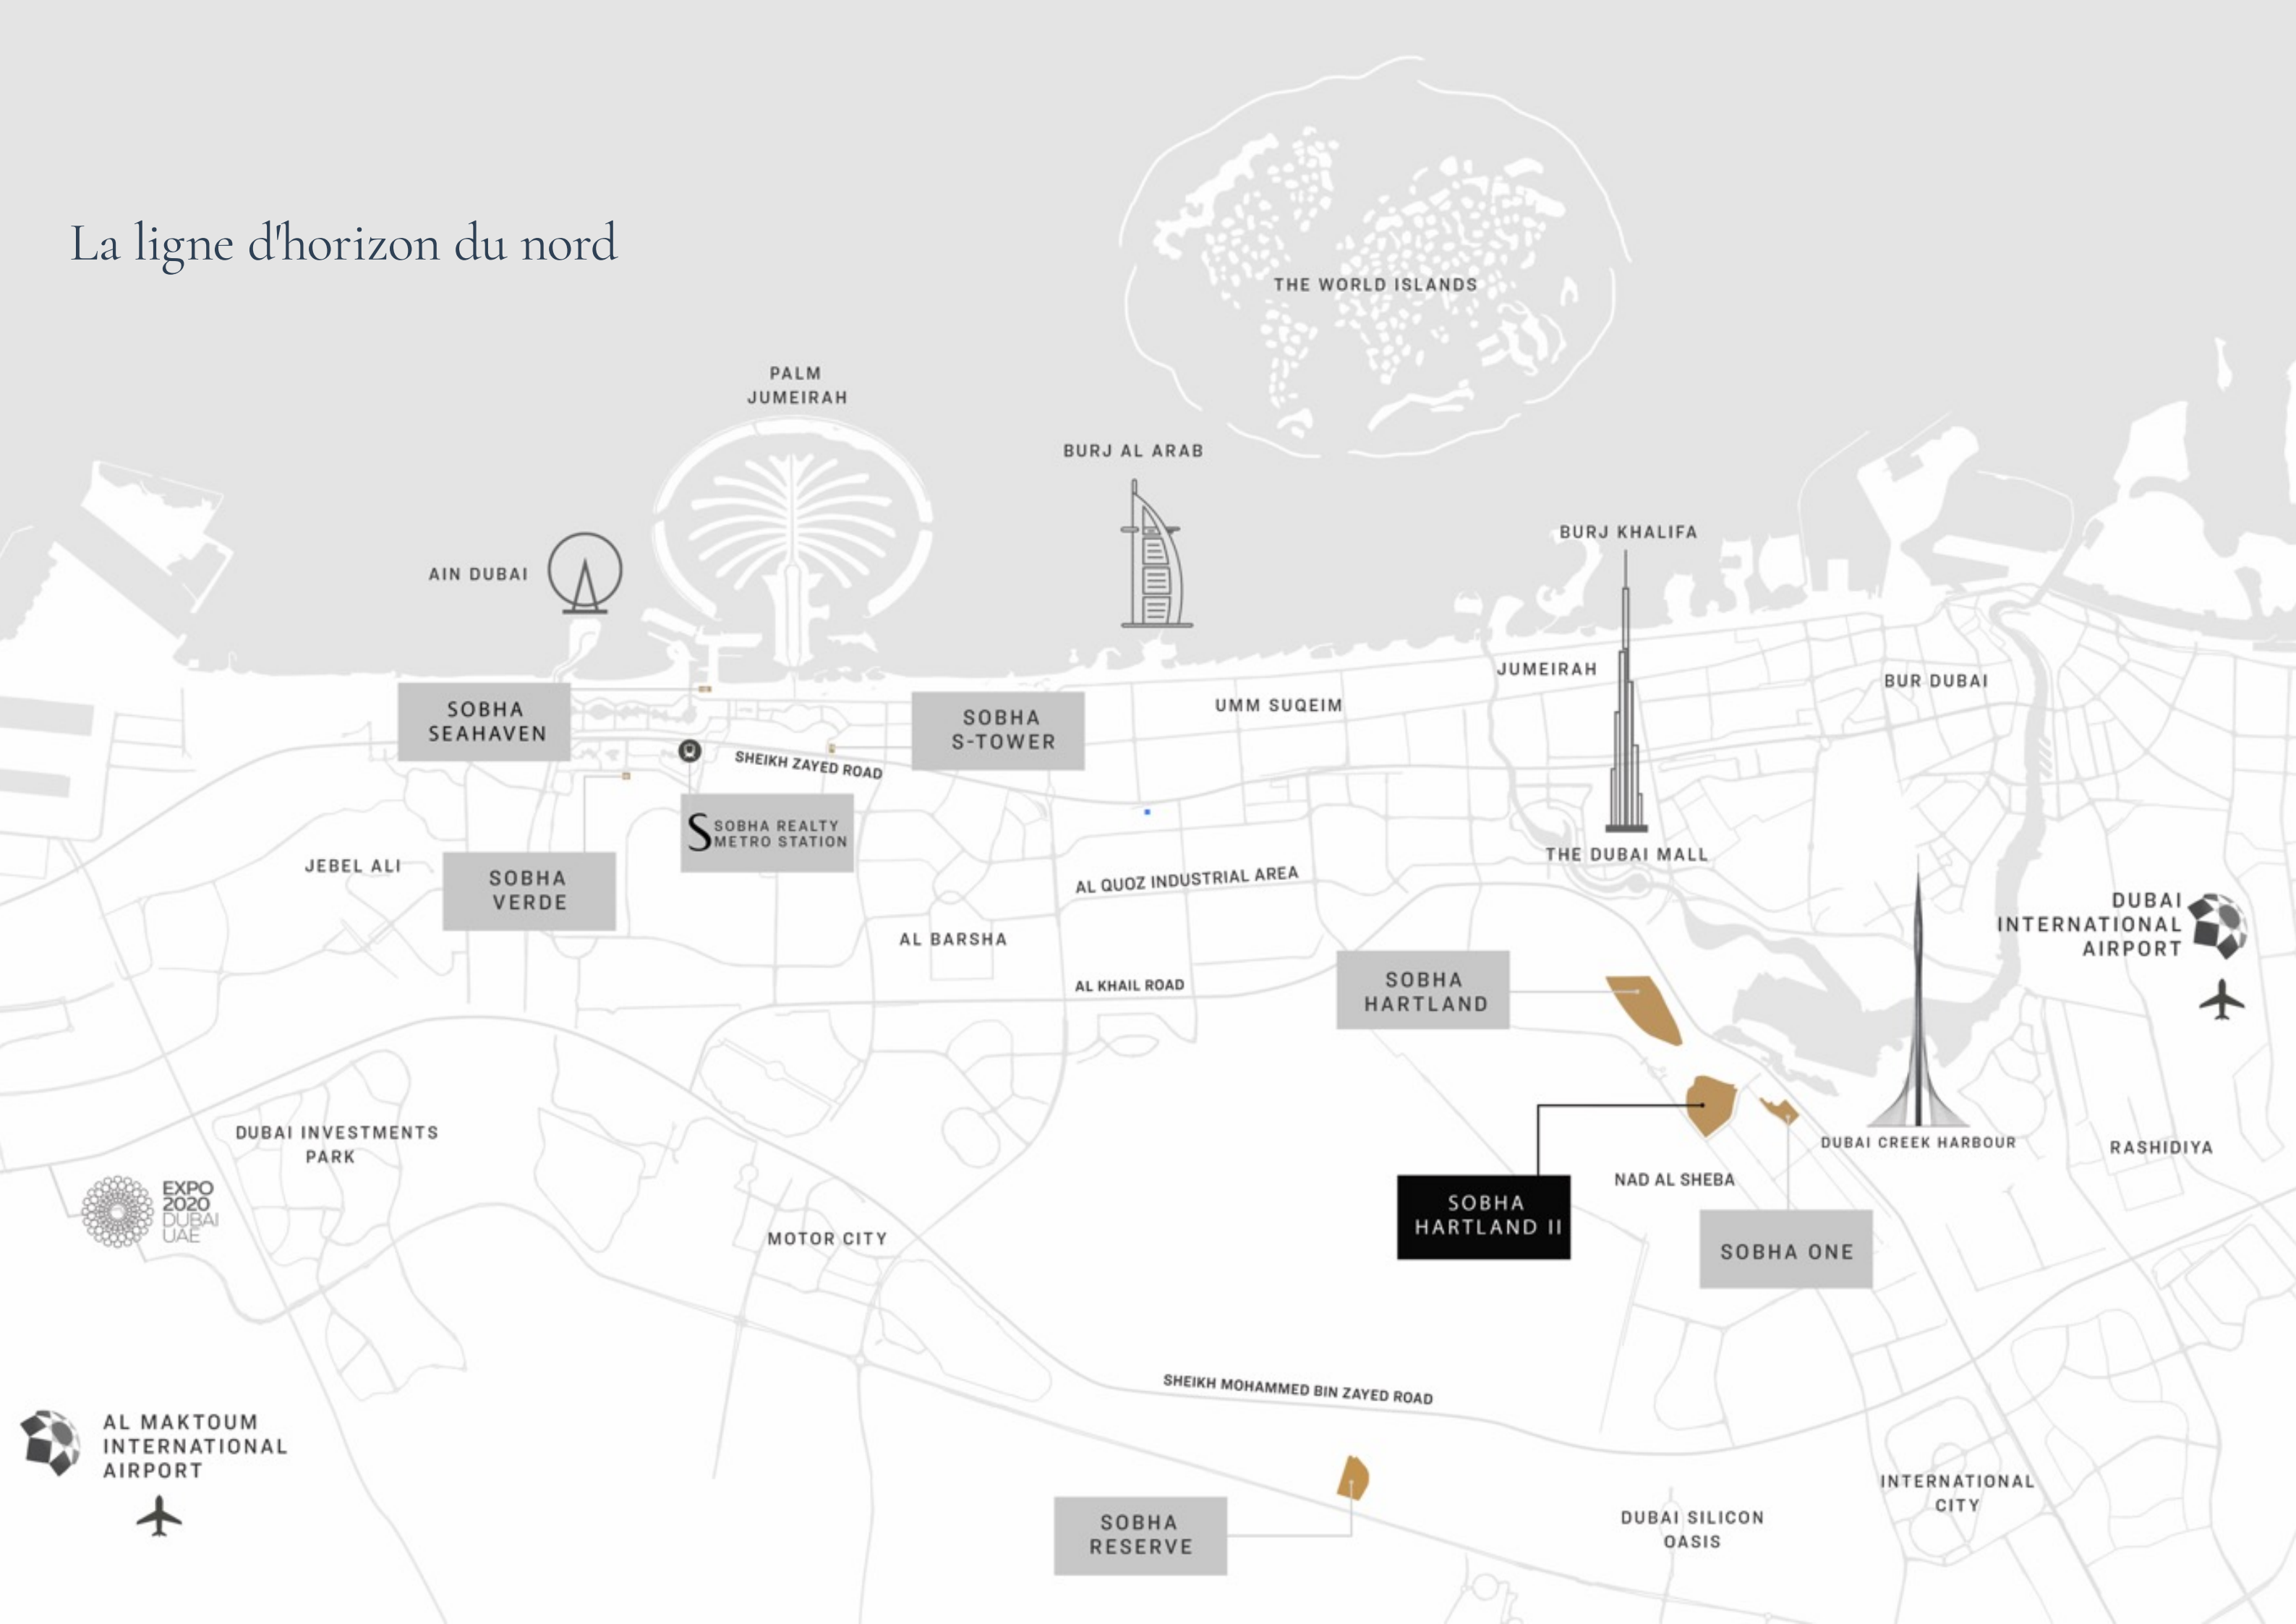 La ligne d'horizon du nord
THE WORLD ISLANDS
PALM
JUMEIRAH
BURJ AL ARAB
BURJ KHALIFA
AIN DUBAI
JUMEIRAH
BUR DUBAI
SOBHA
SEAHAVEN
SOBHA
S-TOWER
UMM SUQEIM
SHEIKH ZAYED ROAD
S SOBHA REALTY
METRO STATION
THE DUBAI MALL
JEBEL ALI
SOBHA
VERDE
AL QUOZ INDUSTRIAL AREA
DUBAI
INTERNATIONAL
AIRPORT
AL BARSHA
AL KHAIL ROAD
SOBHA
HARTLAND
DUBAI INVESTMENTS
PARK
DUBAI CREEK HARBOUR
RASHIDIYA
NAD AL SHEBA
EXPO
2020
DUBAI
UAE
SOBHA
HARTLAND II
MOTOR CITY
SOBHA ONE
SHEIKH MOHAMMED BIN ZAYED ROAD
AL MAKTOUM
INTERNATIONAL
AIRPORT
INTERNATIONAL
CITY
SOBHA
RESERVE
DUBAI SILICON
OASIS